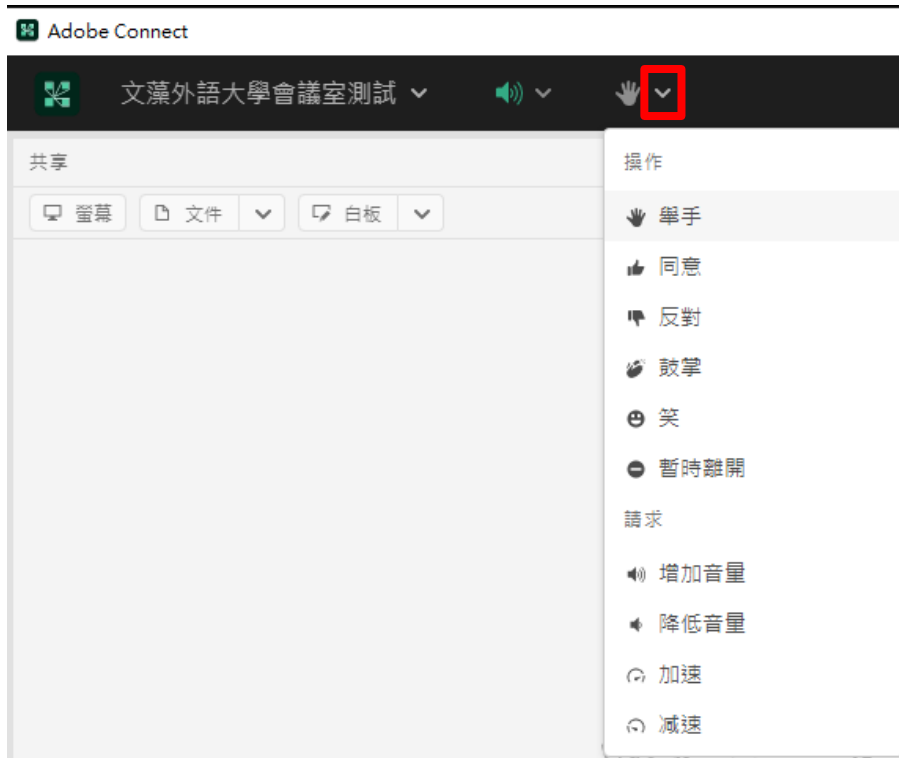 Adobe Connect
文藻外語大學會議室測試
共享
螢幕 文件 白板
操作
舉手
同意
反對
鼓掌
笑
暫時離開
請求
增加音量
降低音量
加速
減速